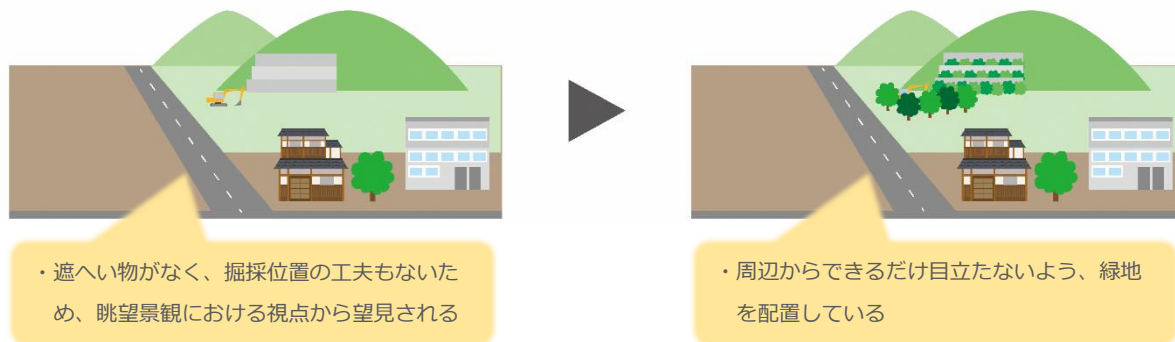 ・遮へい物がなく、掘採位置の工夫もないた
め、眺望景観における視点から望見される
・周辺からできるだけ目立たないよう、緑地
を配置している